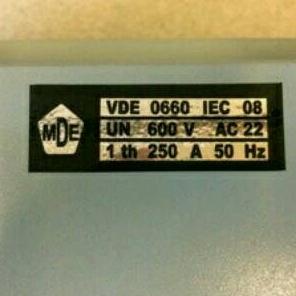 MDE
VDE 0660 IEC 08
UN 600 V AC 22
1 th 250 A 50 Hz